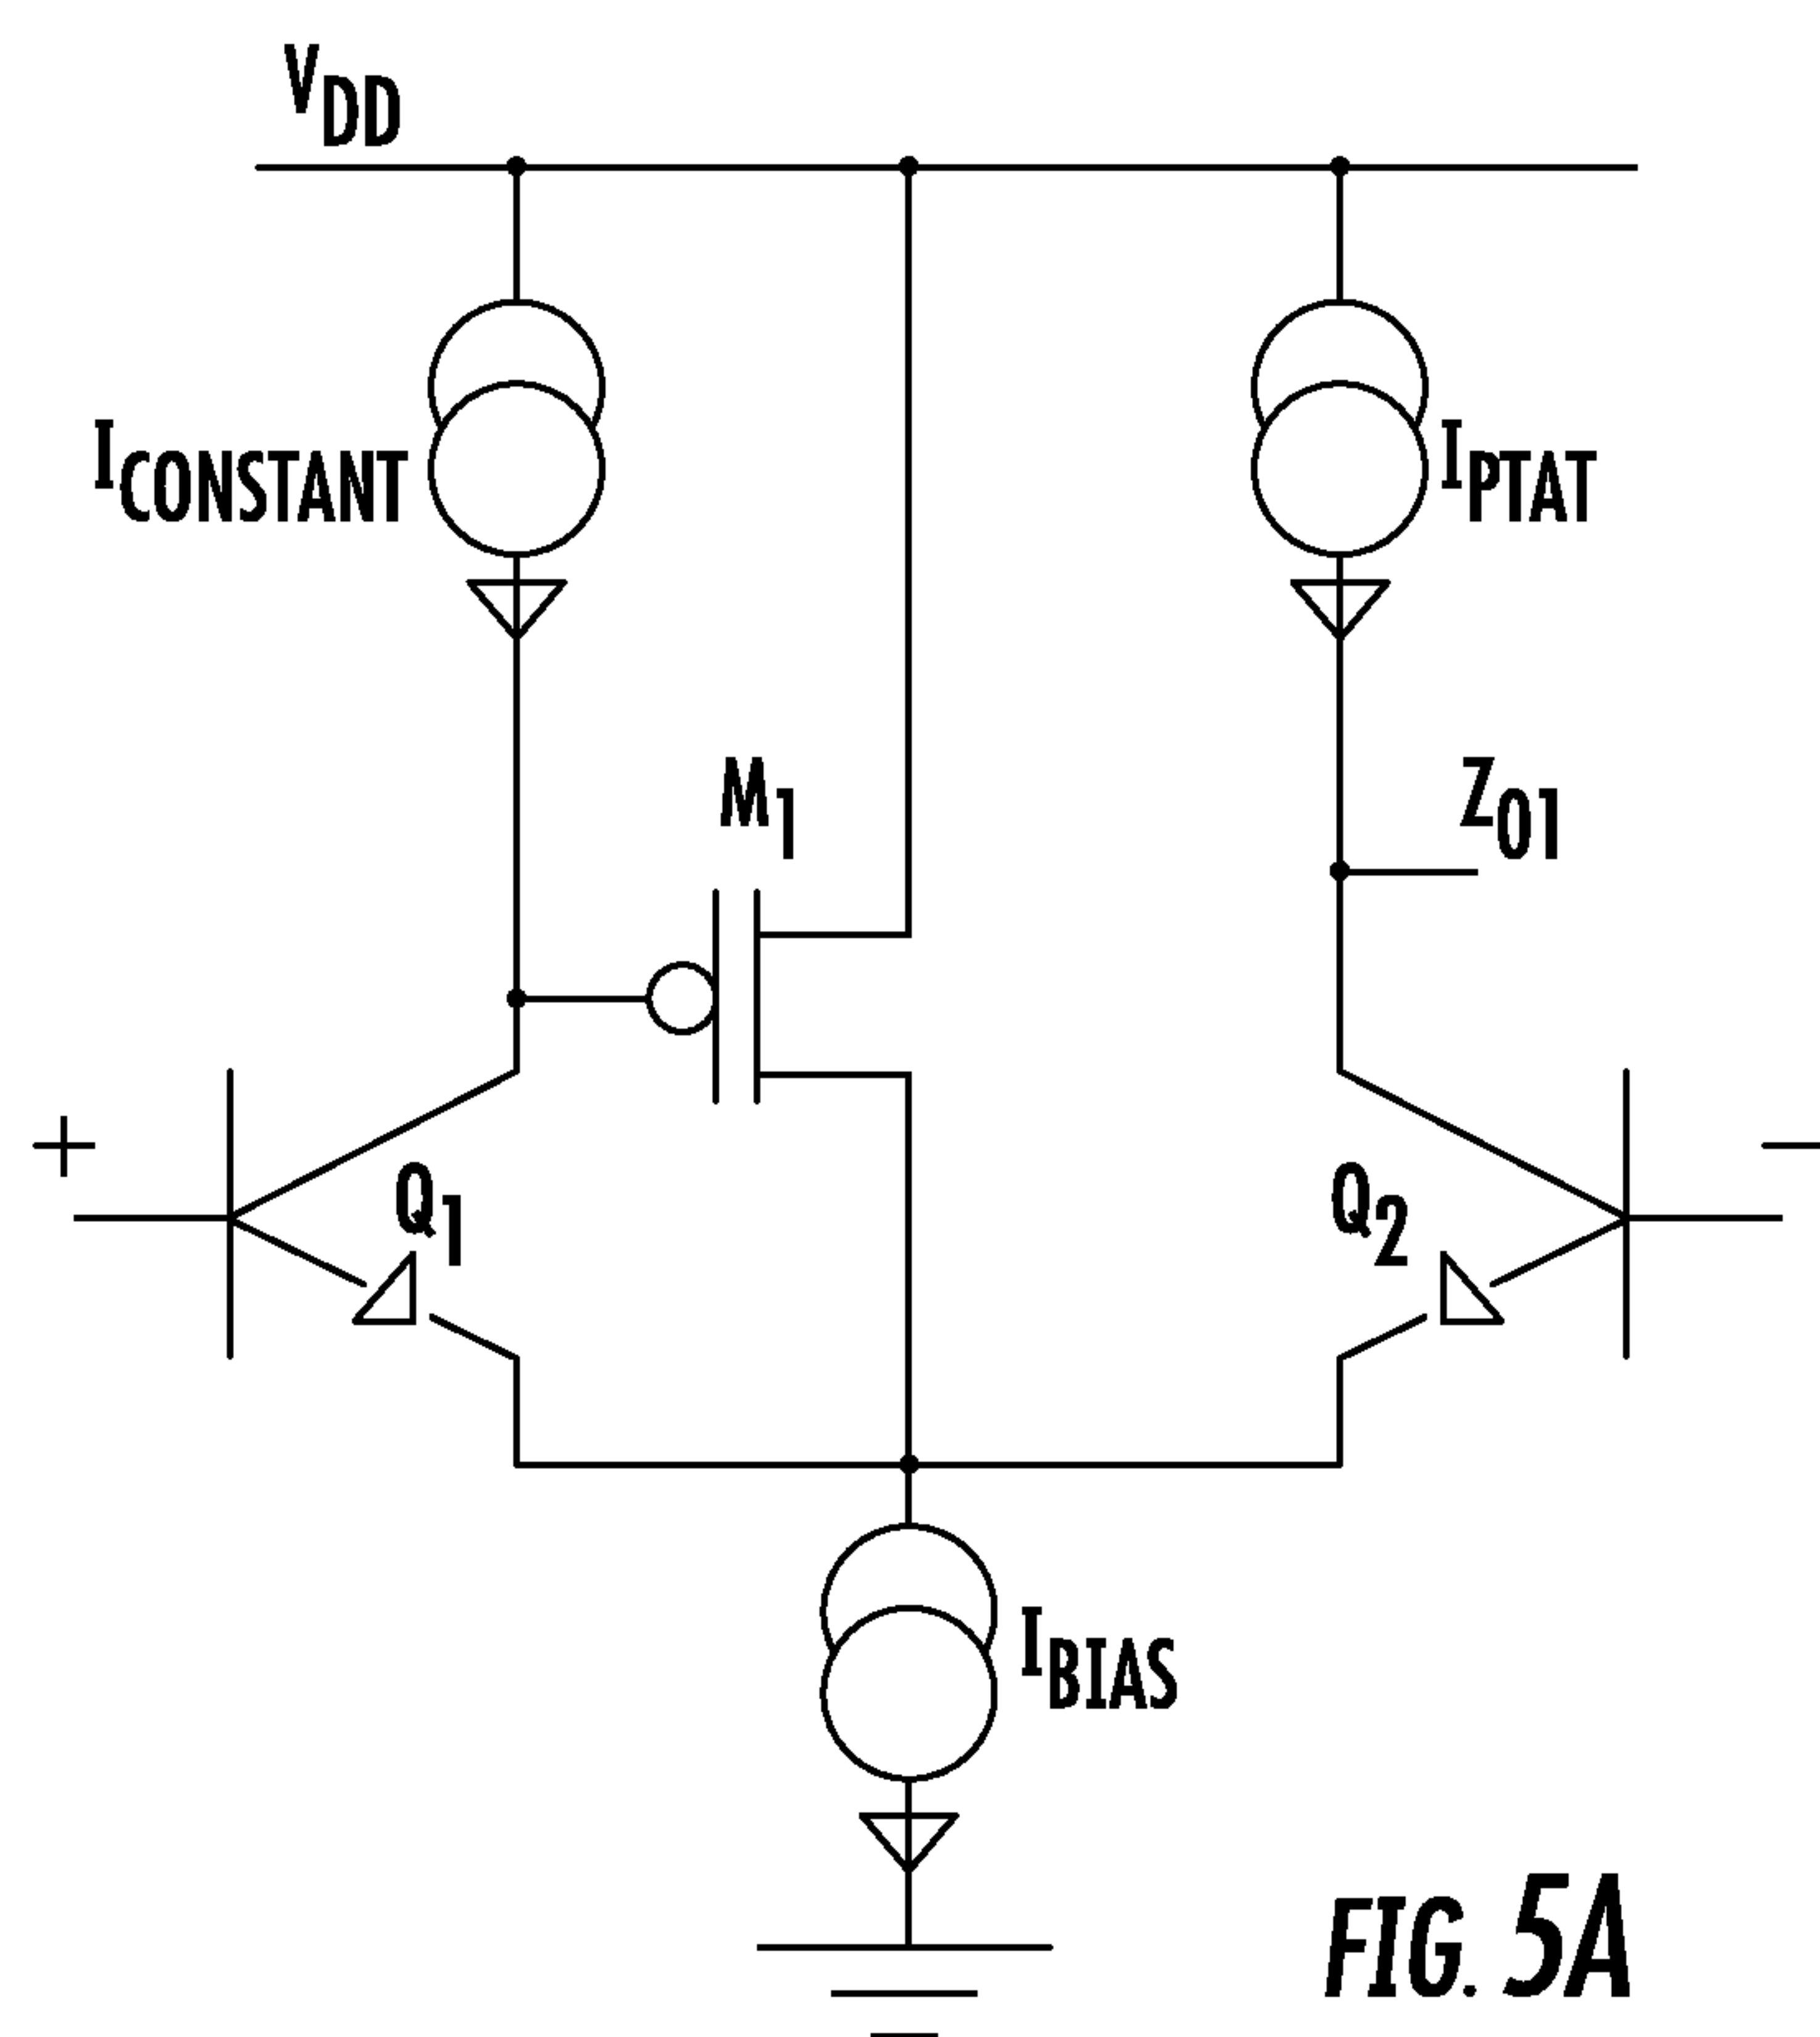 VDD
ICONSTANT
IPTAT
M1
Z01
+
−
Q1
Q2
IBIAS
FIG. 5A